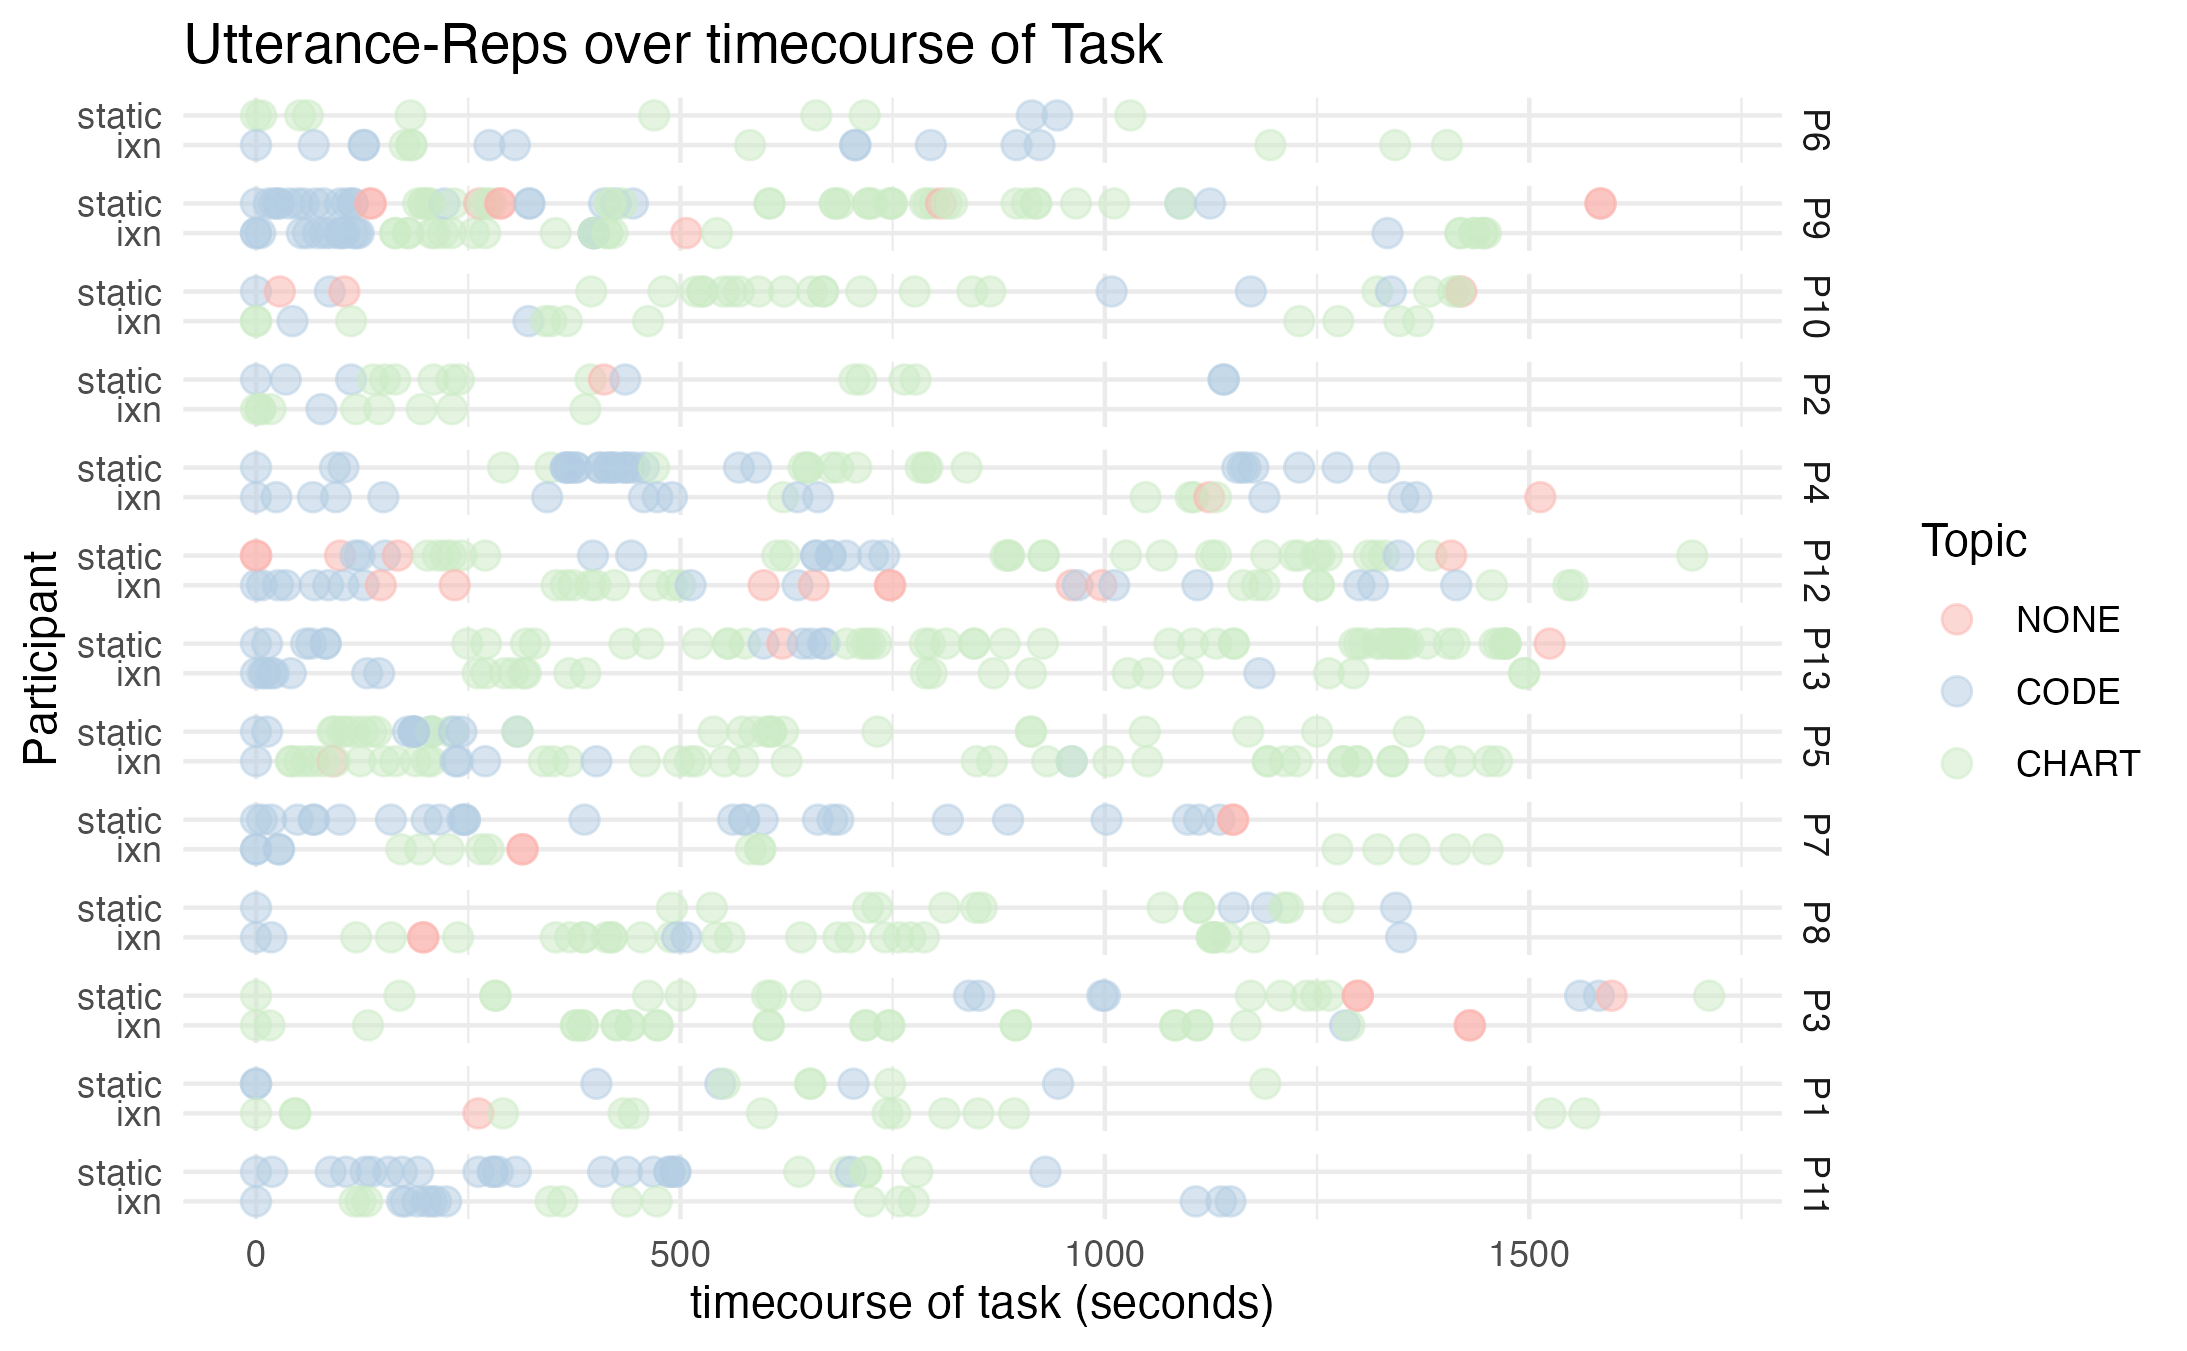 Utterance-Reps over timecourse of Task
static
ixn
P6
static
ixn
P9
static
ixn
P10
static
ixn
P2
static
ixn
P4
static
ixn
P12
static
ixn
P13
static
ixn
P5
static
ixn
P7
static
ixn
P8
static
ixn
P3
static
ixn
P1
static
ixn
P11
Participant
0 500 1000 1500
timecourse of task (seconds)
Topic
NONE
CODE
CHART